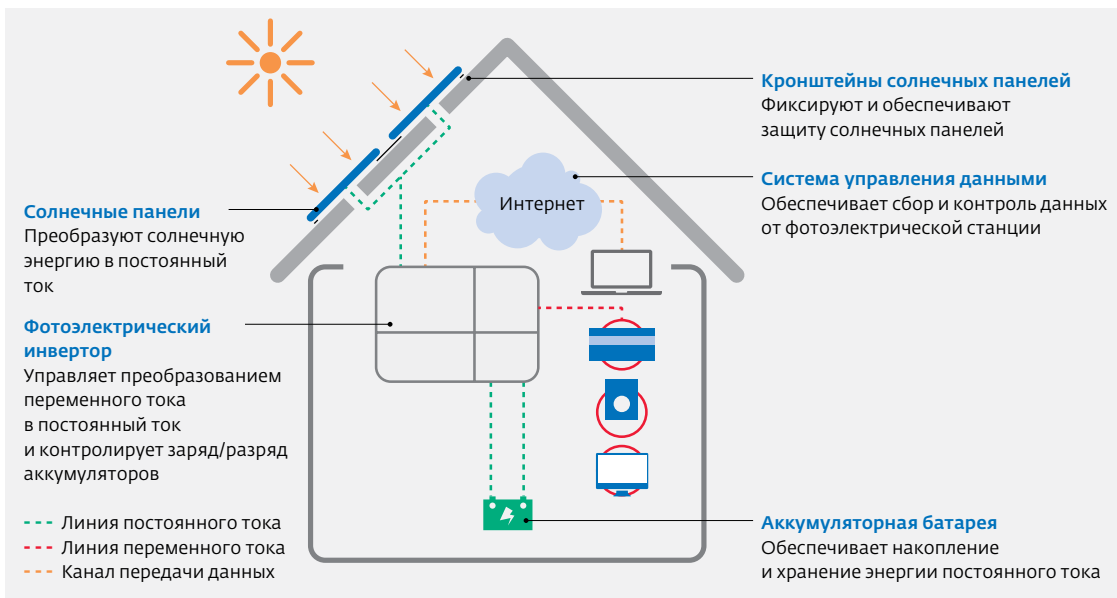 Солнечные панели
Преобразуют солнечную
энергию в постоянный
ток
Фотоэлектрический
инвертор
Управляет преобразованием
переменного тока
в постоянный ток
и контролирует заряд/разряд
аккумуляторов
Линия постоянного тока
Линия переменного тока
Канал передачи данных
Интернет
Кронштейны солнечных панелей
Фиксируют и обеспечивают
защиту солнечных панелей
Система управления данными
Обеспечивает сбор и контроль данных
от фотоэлектрической станции
Аккумуляторная батарея
Обеспечивает накопление
и хранение энергии постоянного тока